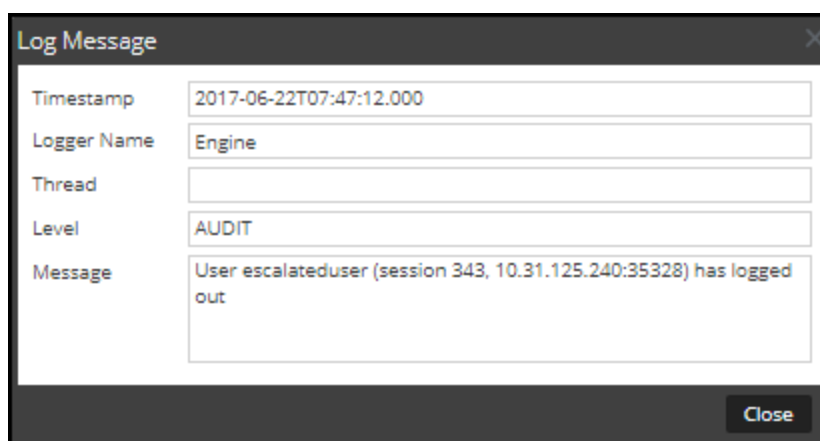 Log Message
Timestamp 2017-06-22T07:47:12.000
Logger Name Engine
Thread
Level AUDIT
Message User escalateduser (session 343, 10.31.125.240:35328) has logged
out
Close